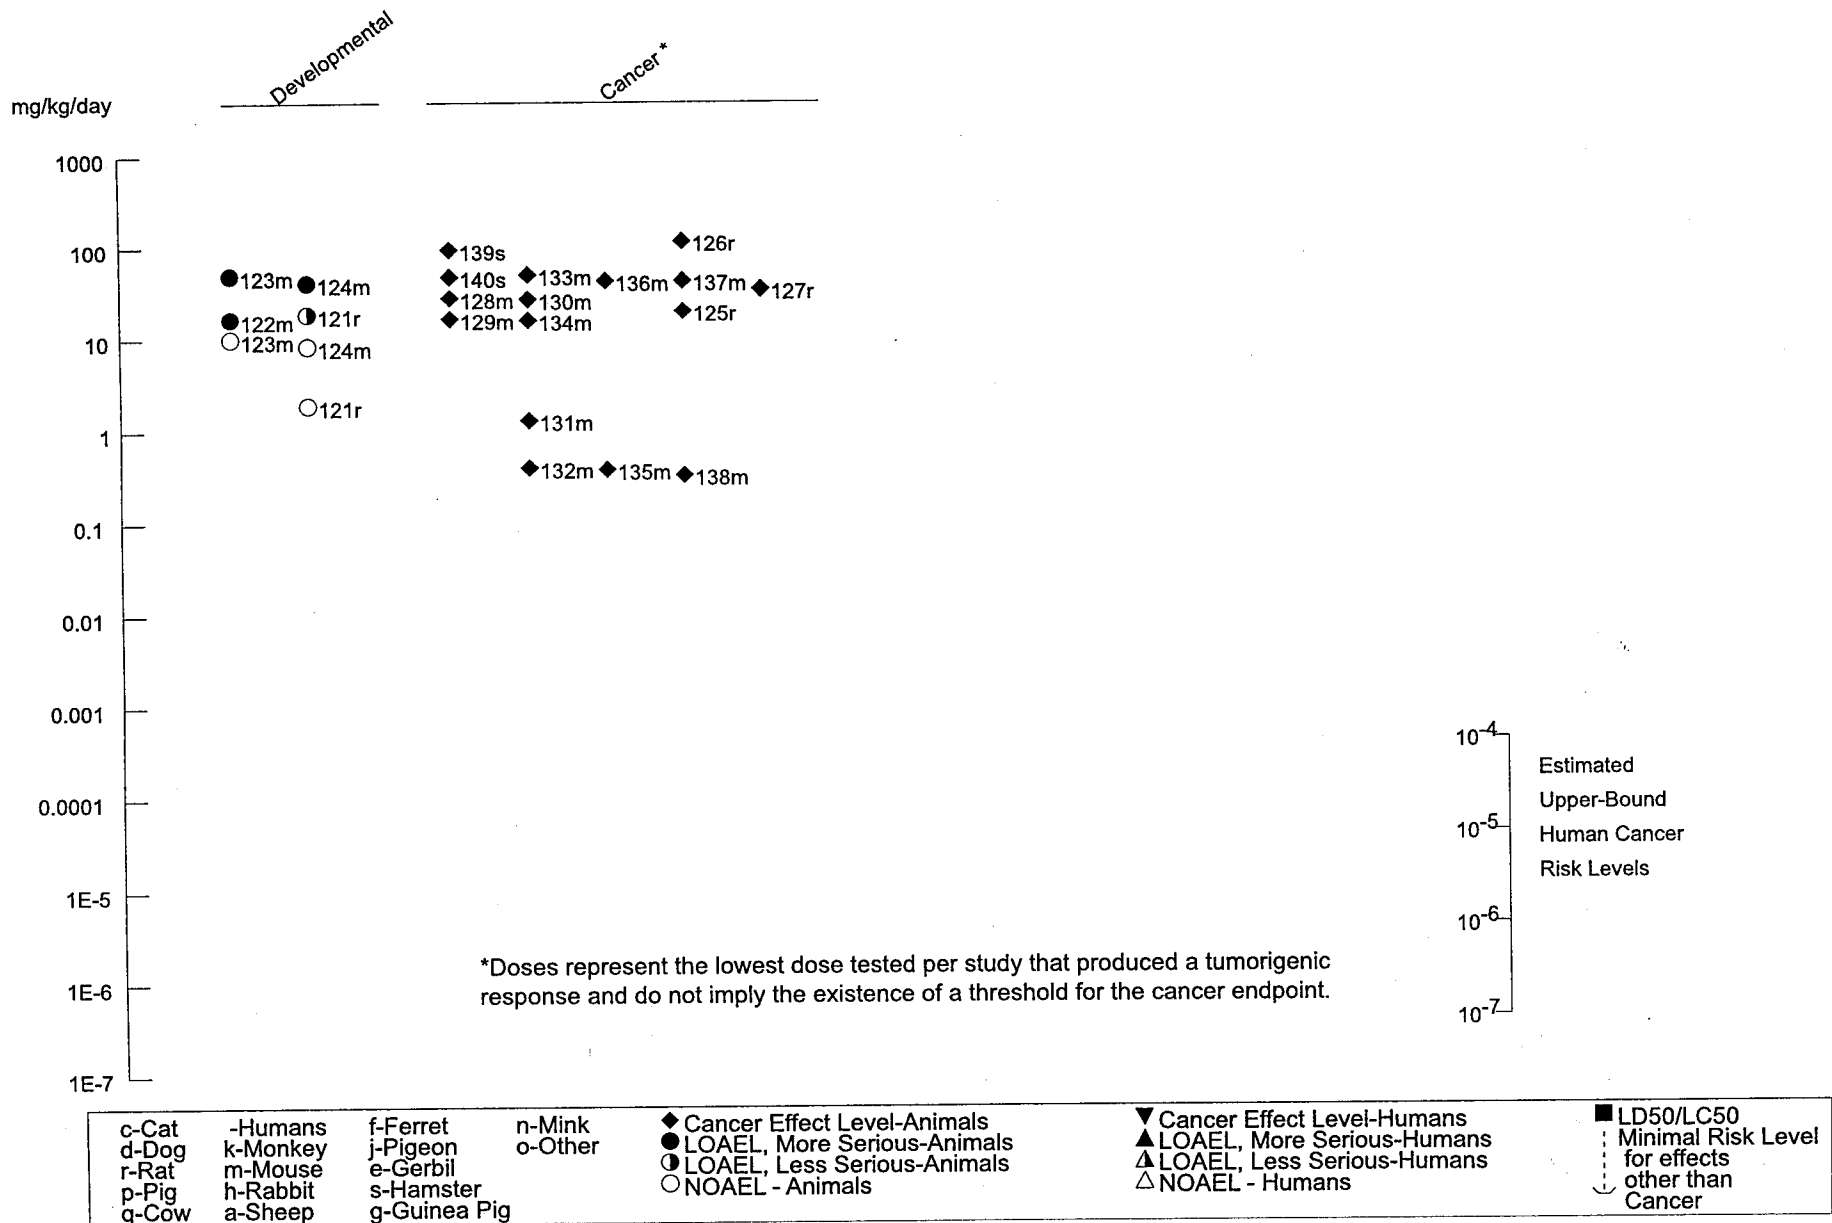 Developmental
Cancer *
mg/kg/day
1000
100
10
1
0.1
0.01
0.001
0.0001
1E-5
1E-6
1E-7
123m
124m
122m
121r
123m
124m
121r
139s
126r
140s
133m
136m
137m
127r
128m
130m
125r
129m
134m
131m
132m
135m
138m
10-4
10-5
10-6
10-7
Estimated
Upper-Bound
Human Cancer
Risk Levels
*Doses represent the lowest dose tested per study that produced a tumorigenic
response and do not imply the existence of a threshold for the cancer endpoint.
c-Cat
d-Dog
r-Rat
p-Pig
q-Cow
-Humans
k-Monkey
m-Mouse
h-Rabbit
a-Sheep
f-Ferret
j-Pigeon
e-Gerbil
s-Hamster
g-Guinea Pig
n-Mink
o-Other
Cancer Effect Level-Animals
LOAEL, More Serious-Animals
LOAEL, Less Serious-Animals
NOAEL - Animals
Cancer Effect Level-Humans
LOAEL, More Serious-Humans
LOAEL, Less Serious-Humans
NOAEL - Humans
LD50/LC50
Minimal Risk Level
for effects
other than
Cancer